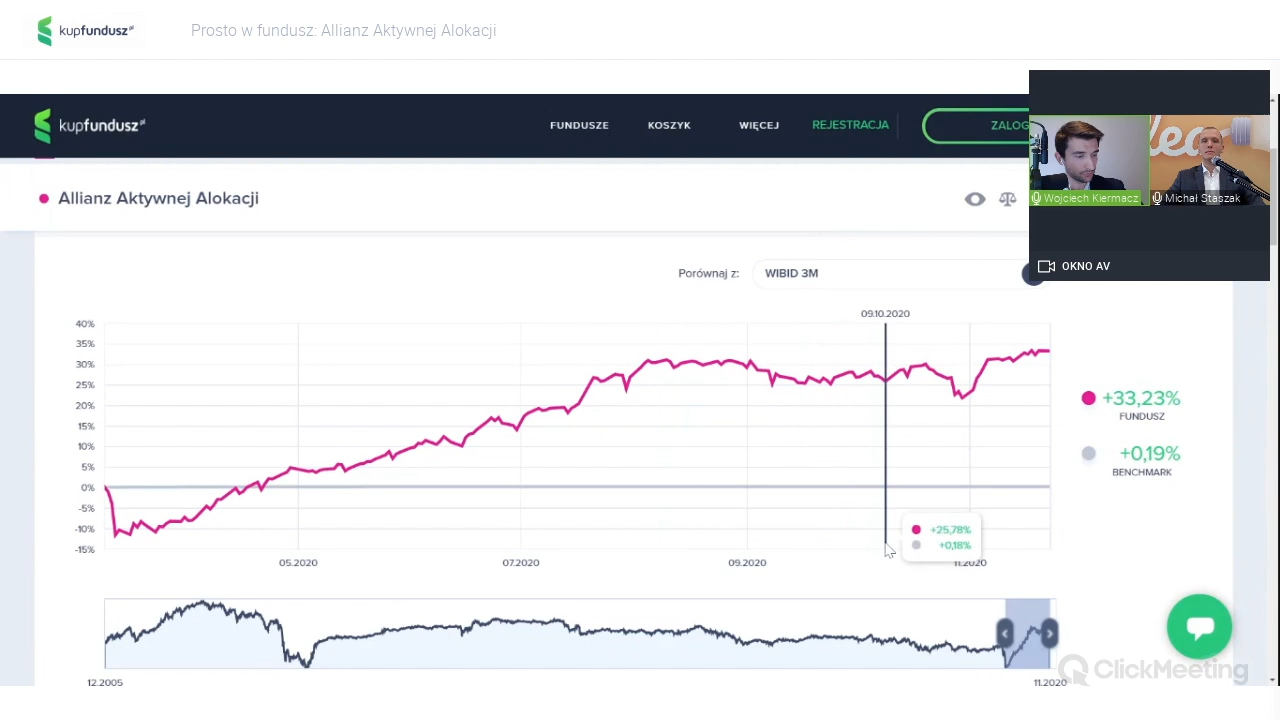 kupfundusz.pl
Prosto w fundusz: Allianz Aktywnej Alokacji
kupfundusz.pl
FUNDUSZE
KOSZYK
WIĘCEJ
REJESTRACJA
ZALOG
lear
Wojciech Kiermacz
Michał Staszak
OKNO AV
Allianz Aktywnej Alokacji
Porównaj z:
WIBID 3M
09.10.2020
40%
35%
30%
25%
20%
15%
10%
5%
0%
-5%
-10%
-15%
+33,23%
FUNDUSZ
+0,19%
BENCHMARK
+25,78%
+0,18%
05.2020
07.2020
09.2020
11.2020
12.2005
11.2020
ClickMeeting